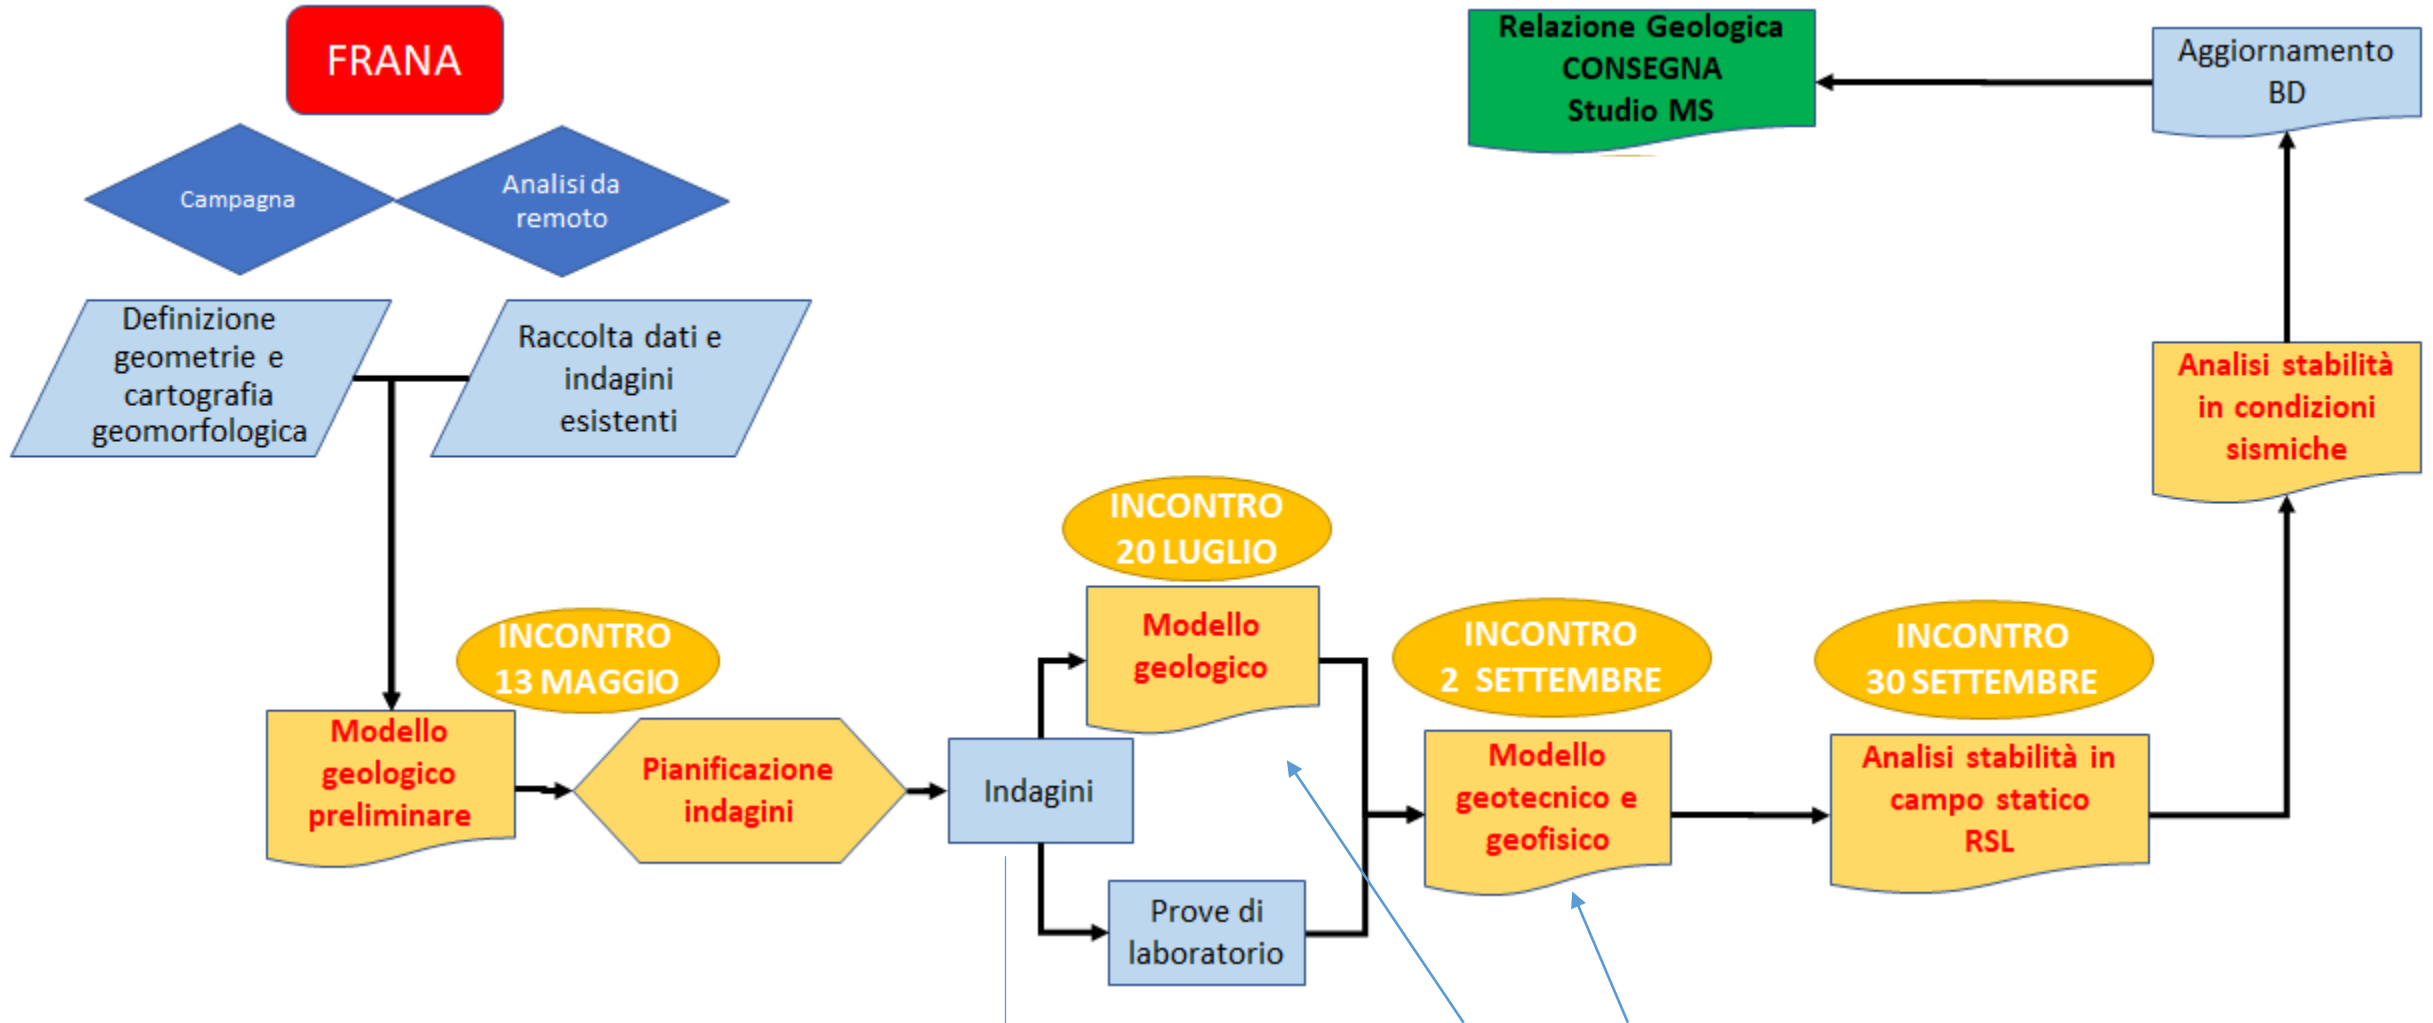 FRANA
Campagna
Analisi da
remoto
Definizione
geometrie e
cartografia
geomorfologica
Raccolta dati e
indagini
esistenti
INCONTRO
13 MAGGIO
Modello
geologico
preliminare
Pianificazione
indagini
Indagini
INCONTRO
20 LUGLIO
Modello
geologico
Prove di
laboratorio
INCONTRO
2 SETTEMBRE
Modello
geotecnico e
geofisico
INCONTRO
30 SETTEMBRE
Analisi stabilità in
campo statico
RSL
Analisi stabilità
in condizioni
sismiche
Aggiornamento
BD
Relazione Geologica
CONSEGNA
Studio MS